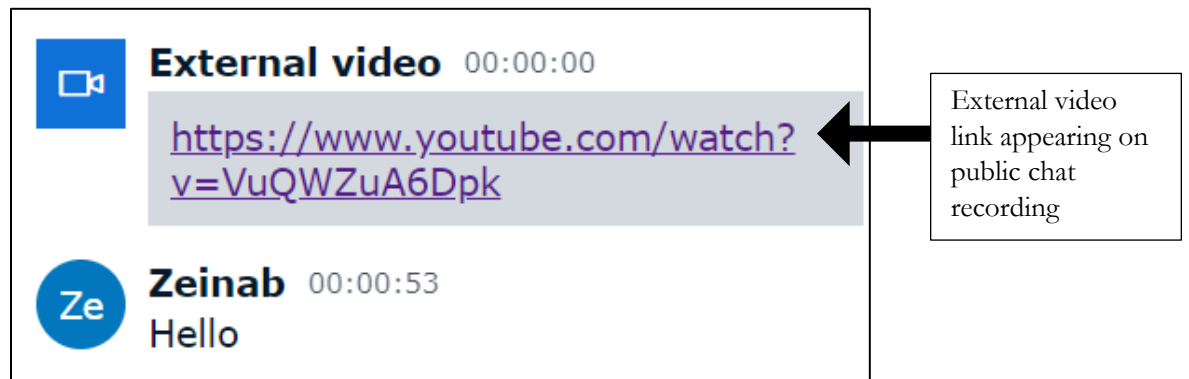 External video 00:00:00
https://www.youtube.com/watch?
v=VuQWZuA6Dpk
Ze
Zeinab 00:00:53
Hello
External video
link appearing on
public chat
recording